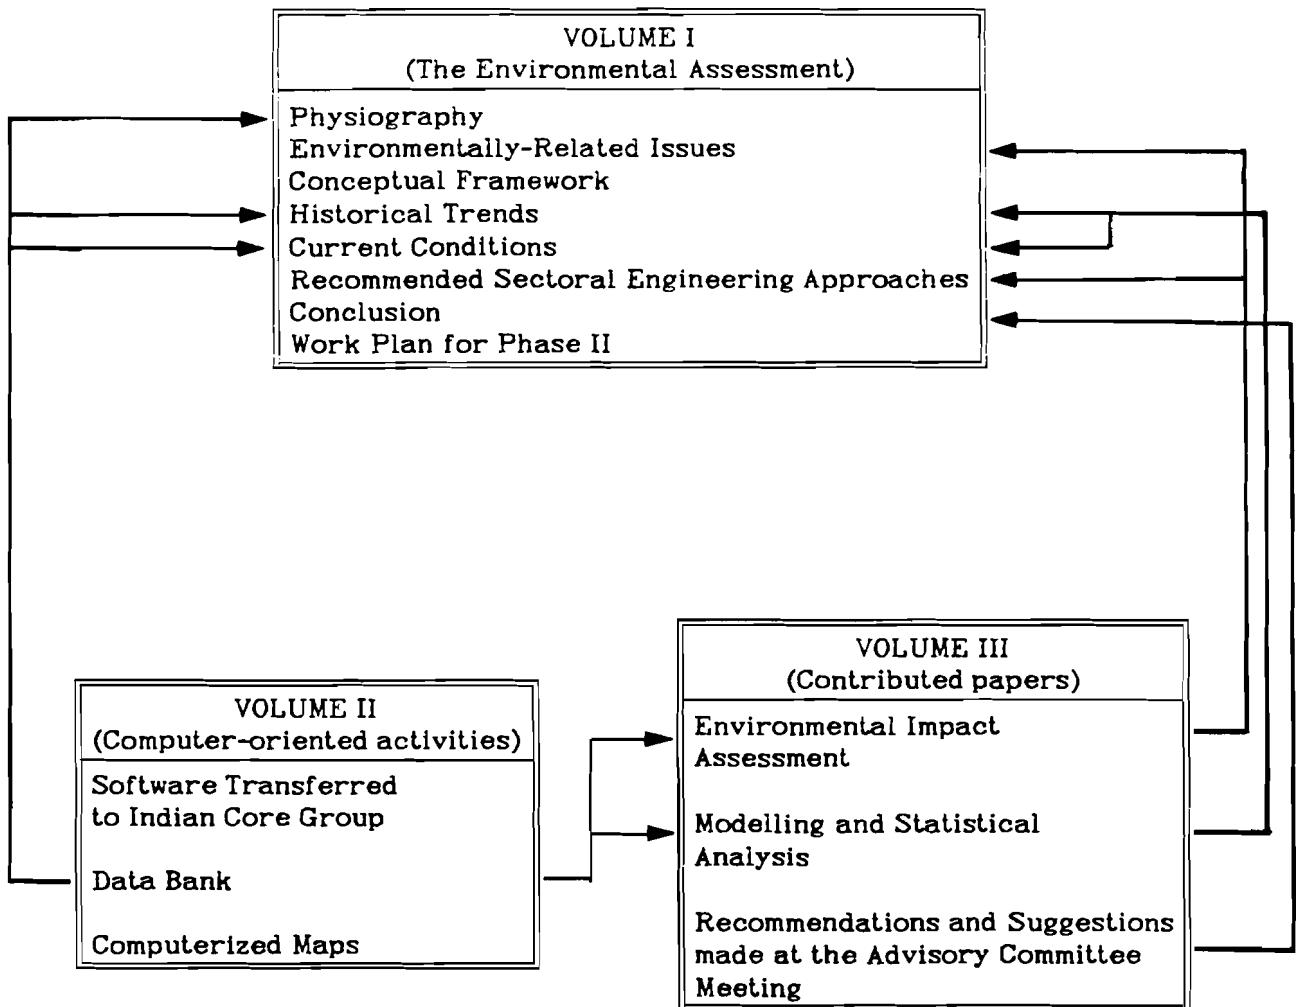 VOLUME I
(The Environmental Assessment)
Physiography
Environmentally-Related Issues
Conceptual Framework
Historical Trends
Current Conditions
Recommended Sectoral Engineering Approaches
Conclusion
Work Plan for Phase II
VOLUME II
(Computer-oriented activities)
Software Transferred
to Indian Core Group
Data Bank
Computerized Maps
VOLUME III
(Contributed papers)
Environmental Impact
Assessment
Modelling and Statistical
Analysis
Recommendations and Suggestions
made at the Advisory Committee
Meeting